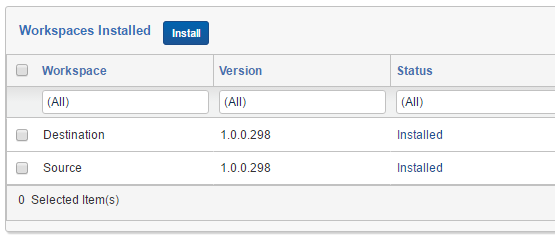 Workspaces Installed Install
Workspace Version Status
(All) (All) (All)
Destination 1.0.0.298 Installed
Source 1.0.0.298 Installed
0 Selected Item(s)